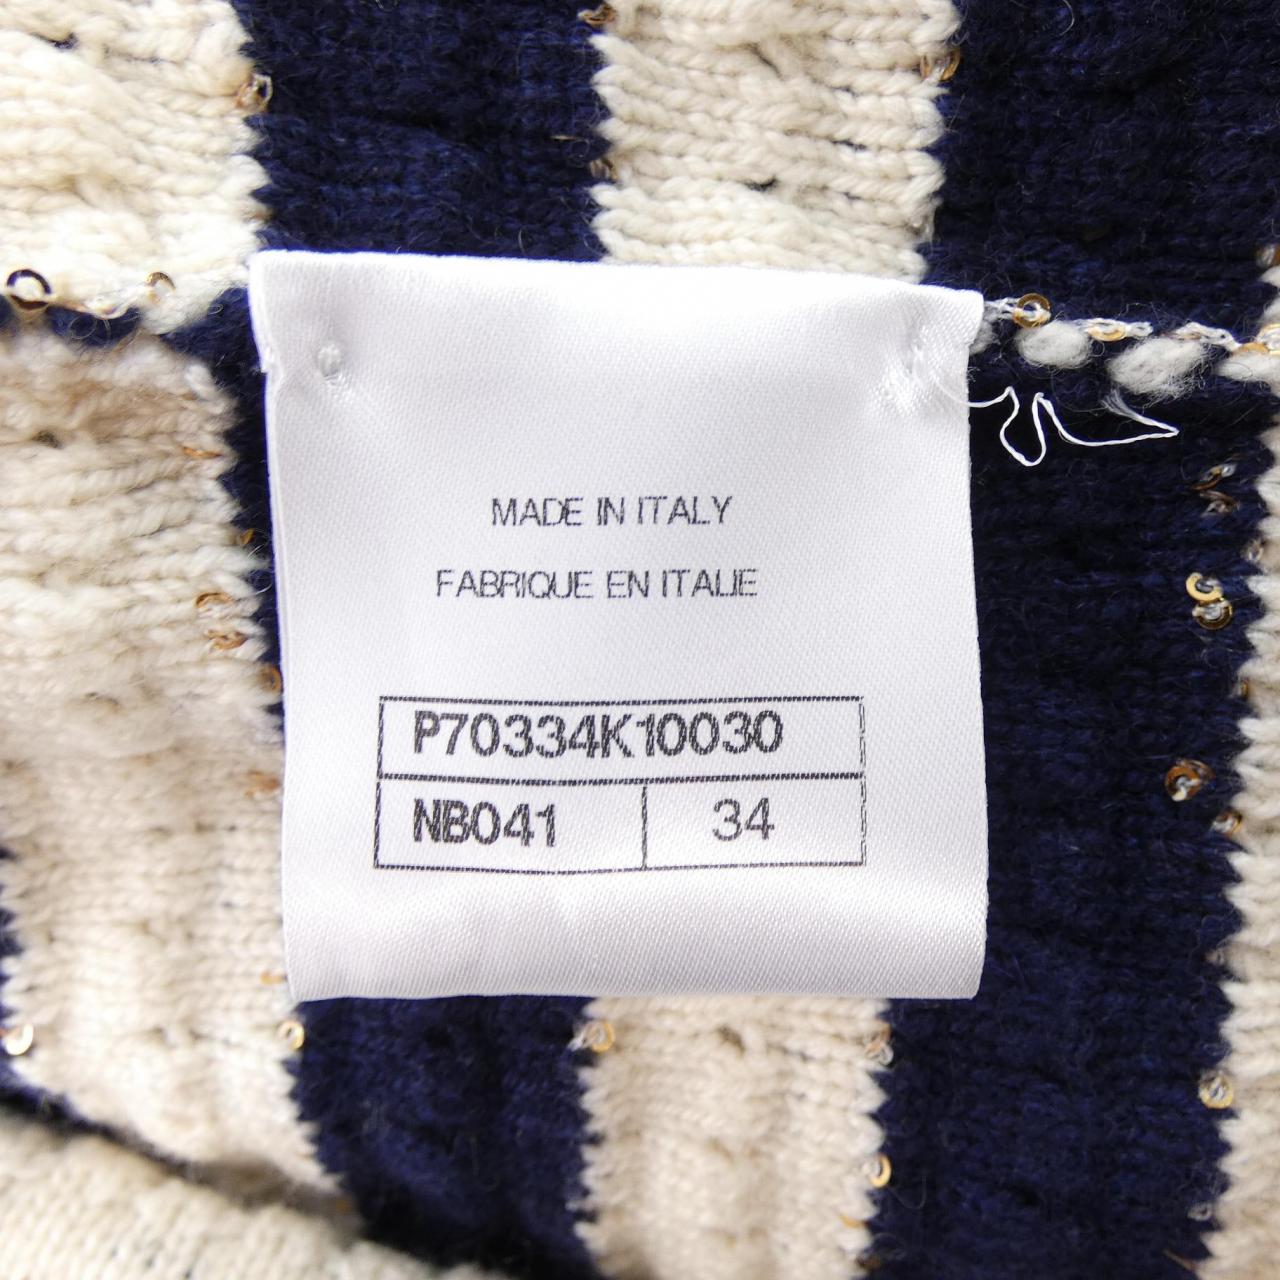 MADE IN ITALY
FABRIQUE EN ITALIE
P70334K10030
NB041 34